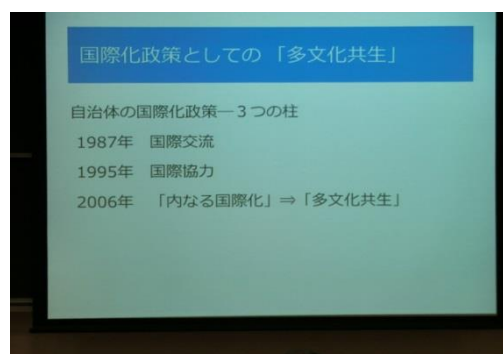 国際化政策としての 「多文化共生」
自治体の国際化政策―３つの柱
1987年 国際交流
1995年 国際協力
2006年 「内なる国際化」⇒「多文化共生」